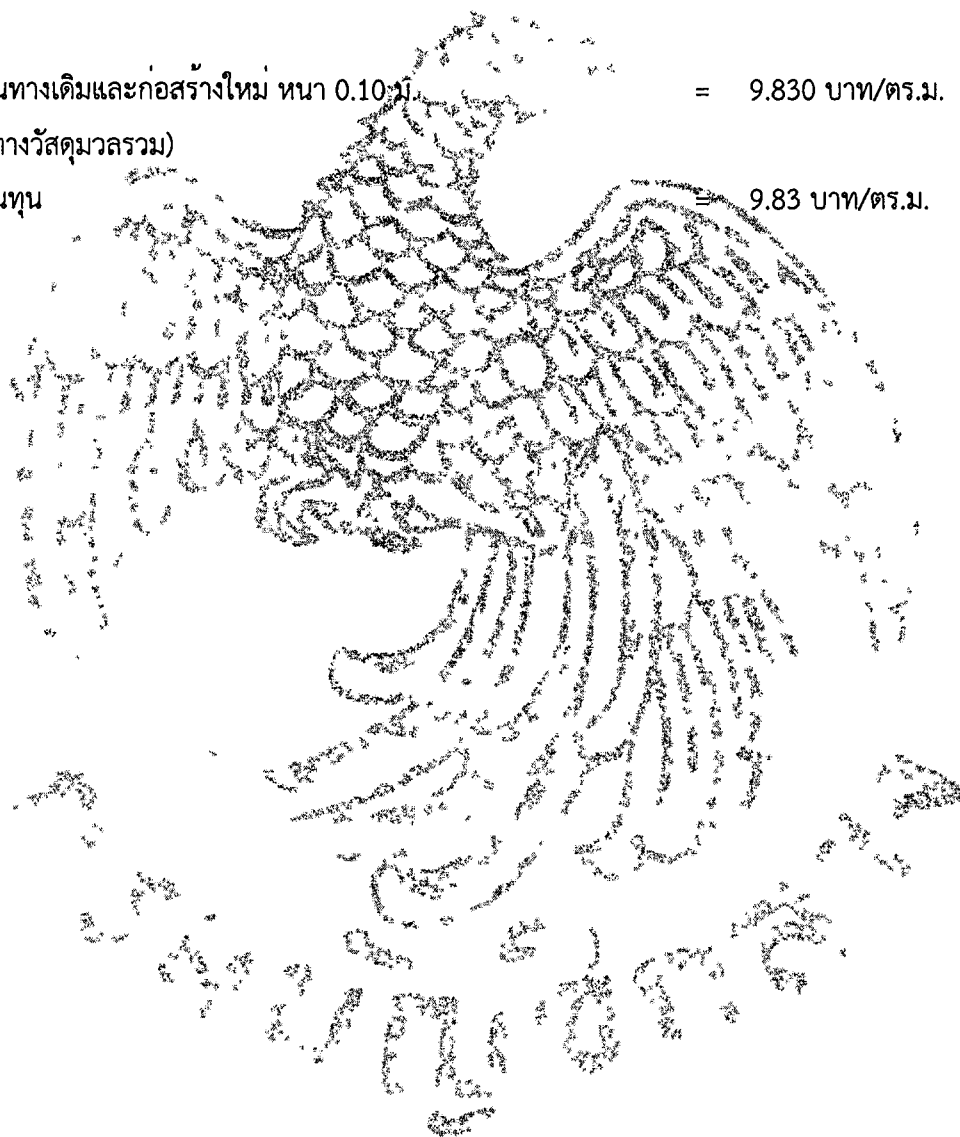 นทางเดิมและก่อสร้างใหม่ หนา 0.10 ม. = 9.830 บาท/ตร.ม.
ทางวัสดุมวลรวม)
นทุน = 9.83 บาท/ตร.ม.